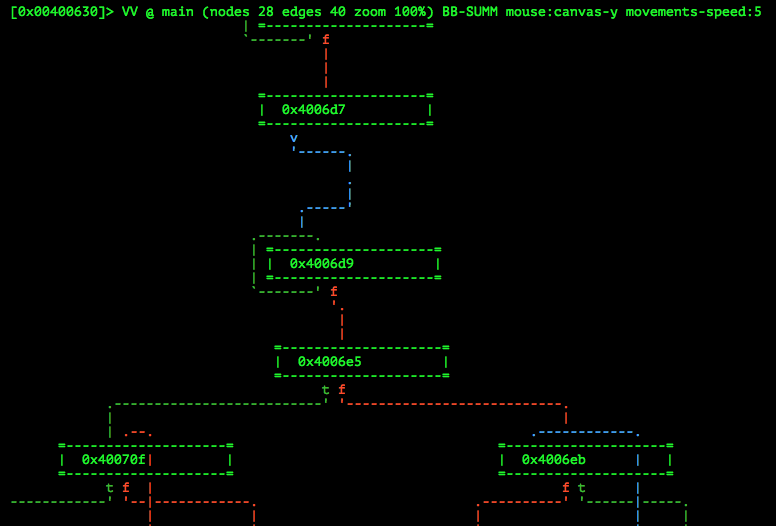 [0x00400630]> VV @ main (nodes 28 edges 40 zoom 100%) BB-SUMM mouse:canvas-y movements-speed:5
f
0x4006d7
v
0x4006d9
f
0x4006e5
t f
0x40070f 0x4006eb
t f f t